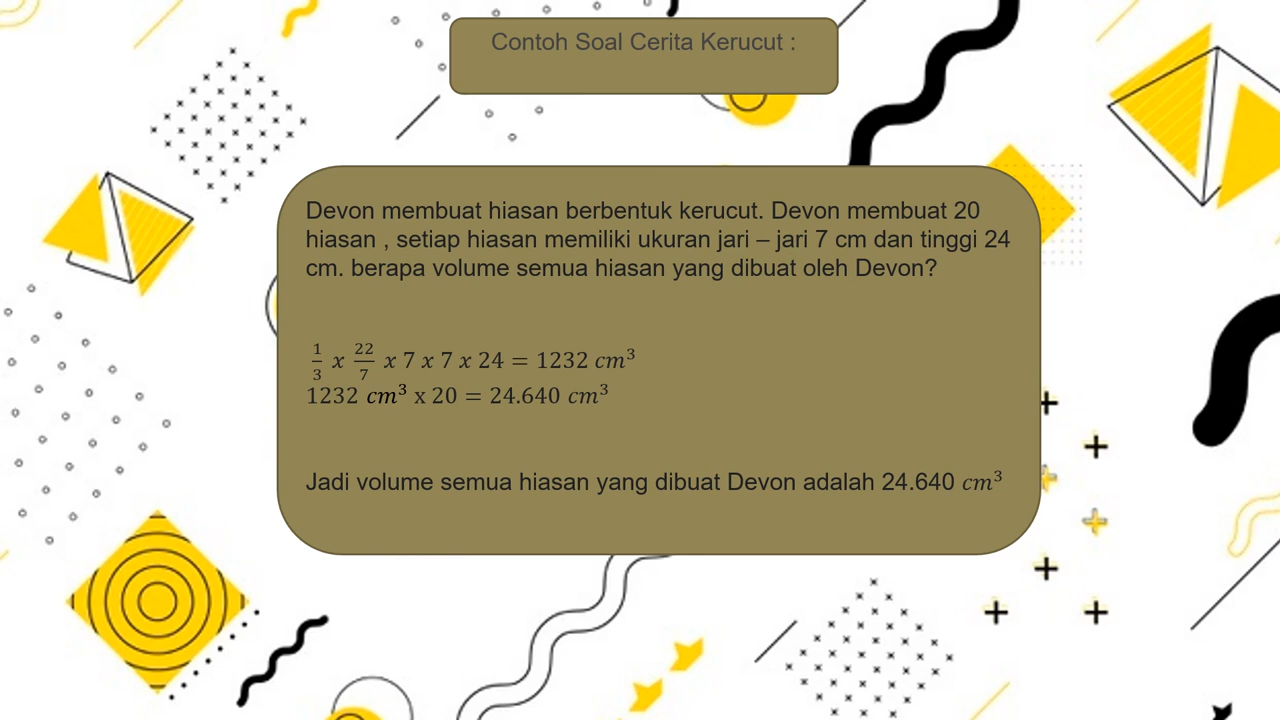 Contoh Soal Cerita Kerucut :
Devon membuat hiasan berbentuk kerucut. Devon membuat 20
hiasan , setiap hiasan memiliki ukuran jari – jari 7 cm dan tinggi 24
cm. berapa volume semua hiasan yang dibuat oleh Devon?
1/3 x 22/7 x 7 x 7 x 24 = 1232 cm³
1232 cm³ x 20 = 24.640 cm³
Jadi volume semua hiasan yang dibuat Devon adalah 24.640 cm³